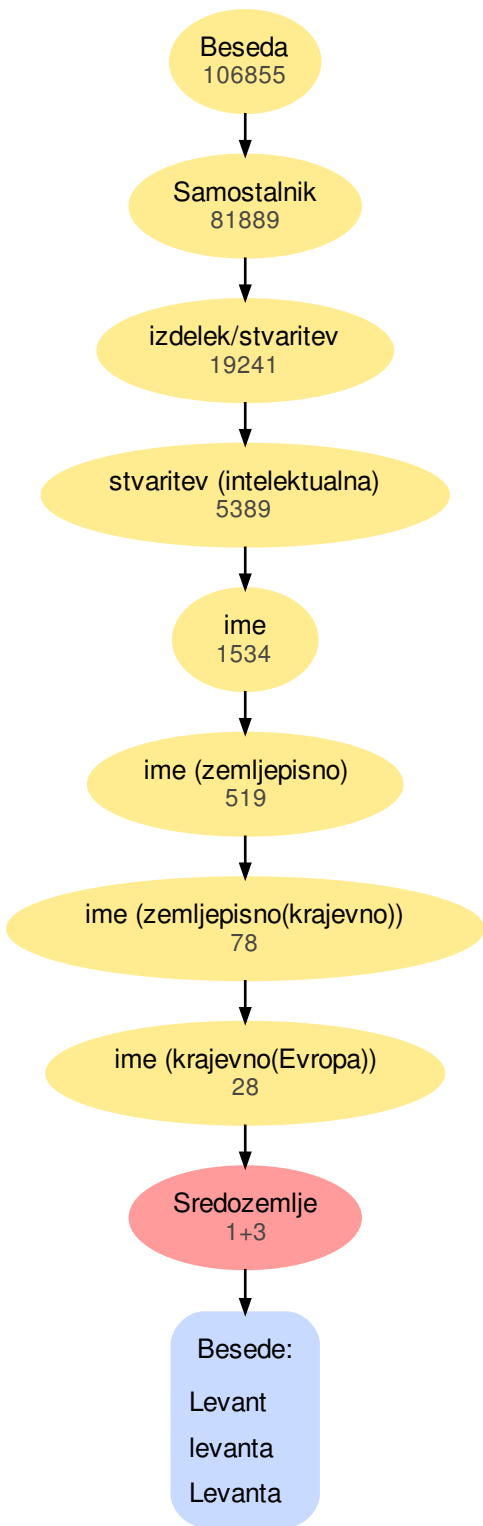 Beseda
106855
Samostalnik
81889
izdelek/stvaritev
19241
stvaritev (intelektualna)
5389
ime
1534
ime (zemljepisno)
519
ime (zemljepisno(krajevno))
78
ime (krajevno(Evropa))
28
Sredozemlje
1+3
Besede:
Levant
levanta
Levanta